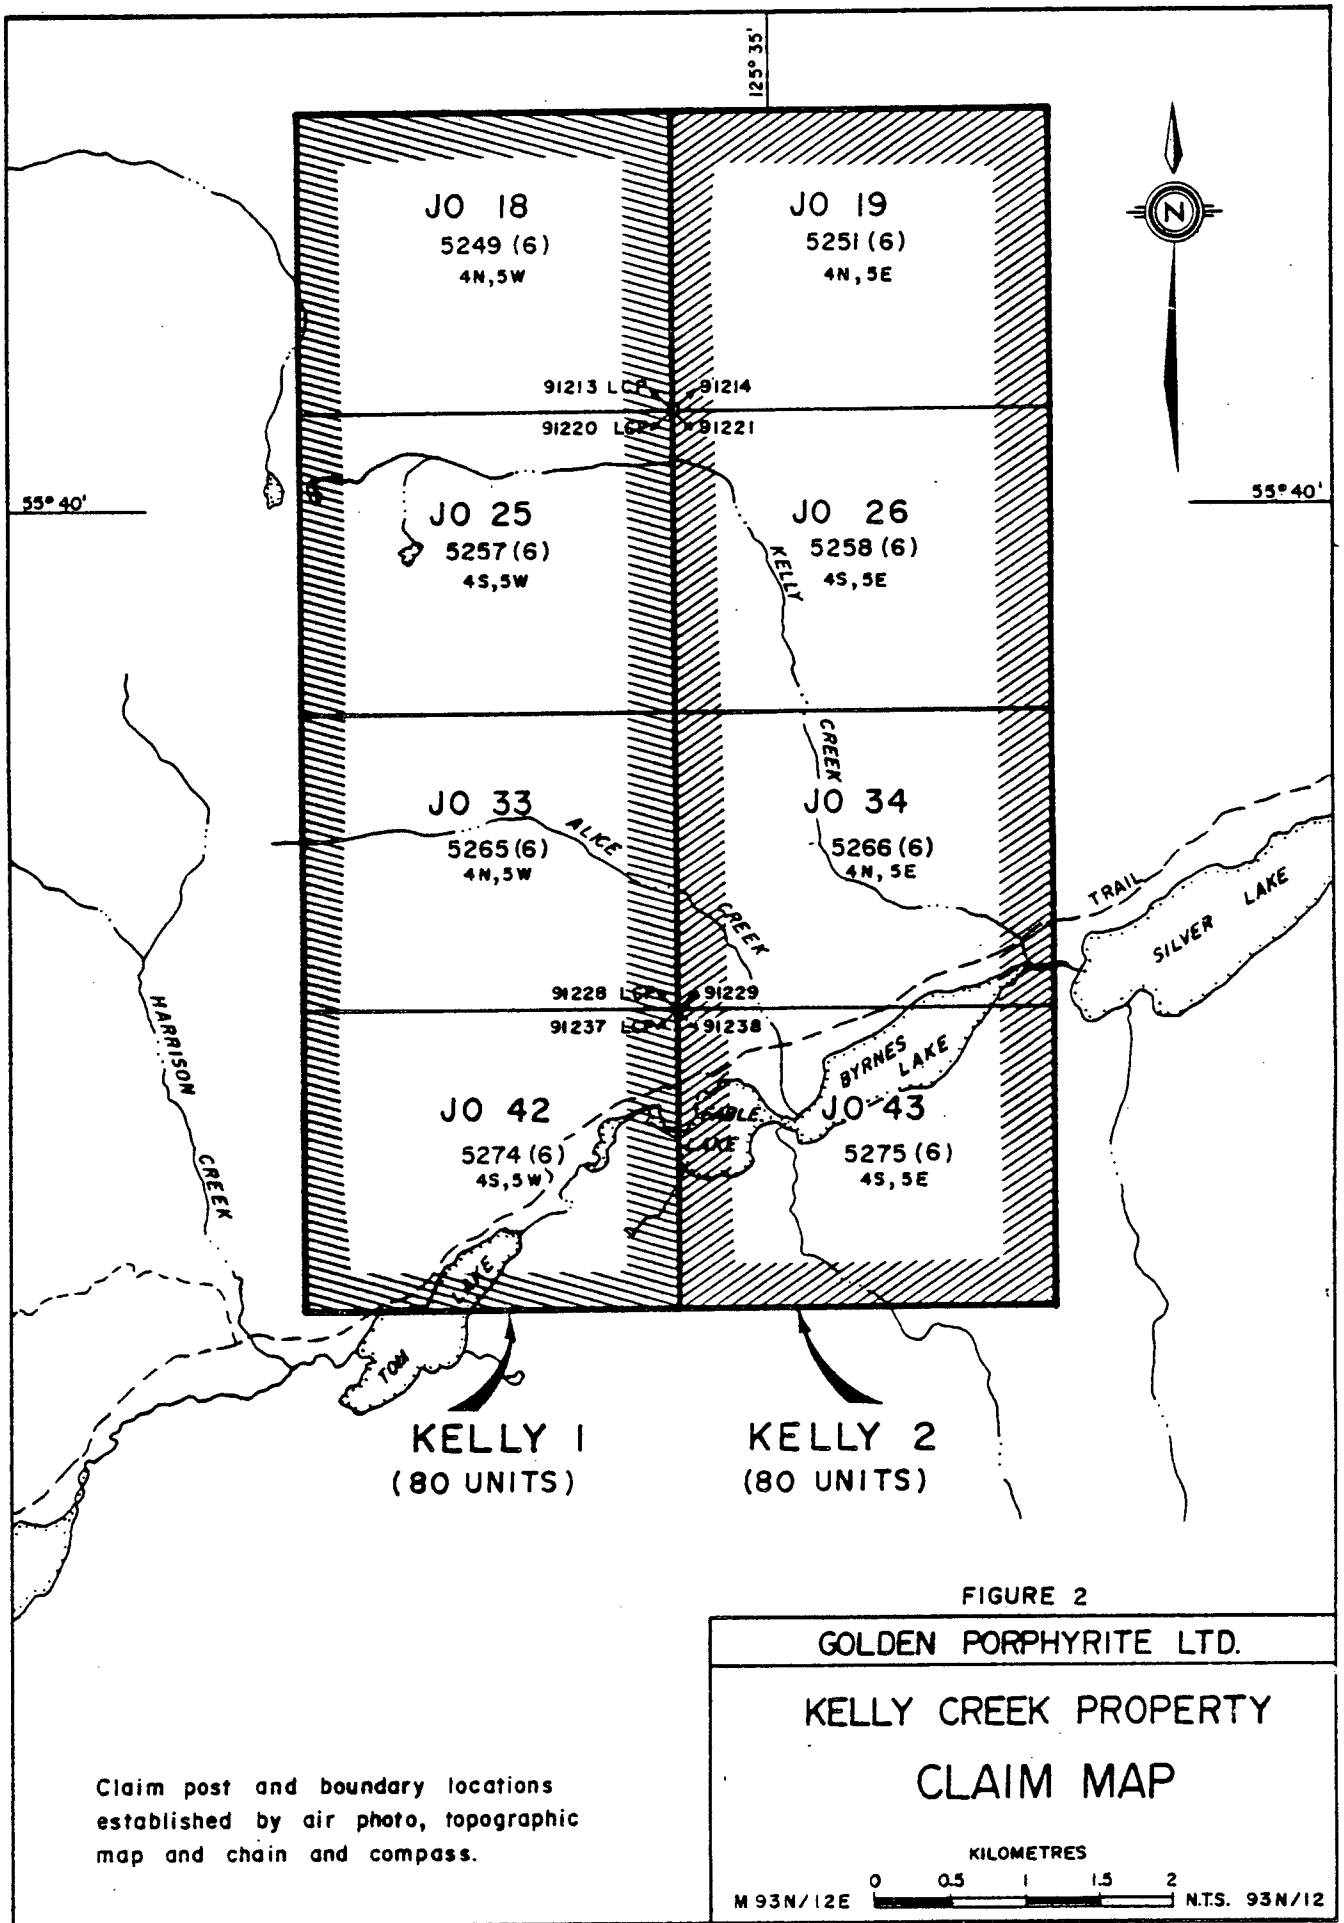 125° 35'
JO 18
5249 (6)
4N, 5W
JO 19
5251 (6)
4N, 5E
N
91213 LCP
91214
91220 LCP
91221
55° 40'
55° 40'
JO 25
5257 (6)
4S, 5W
JO 26
5258 (6)
4S, 5E
KELLY
CREEK
JO 33
5265 (6)
4N, 5W
ALICE
CREEK
JO 34
5266 (6)
4N, 5E
TRAIL
SILVER LAKE
91228 LCP
91229
91237 LCP
91238
HARRISON
CREEK
BYRNES
LAKE
JO 42
5274 (6)
4S, 5W
LAKE
JO 43
5275 (6)
4S, 5E
LAKE
TOM
KELLY 1
(80 UNITS)
KELLY 2
(80 UNITS)
FIGURE 2
GOLDEN PORPHYRITE LTD.
KELLY CREEK PROPERTY
CLAIM MAP
Claim post and boundary locations
established by air photo, topographic
map and chain and compass.
KILOMETRES
0 0.5 1 1.5 2
M 93N/12E
N.T.S. 93N/12